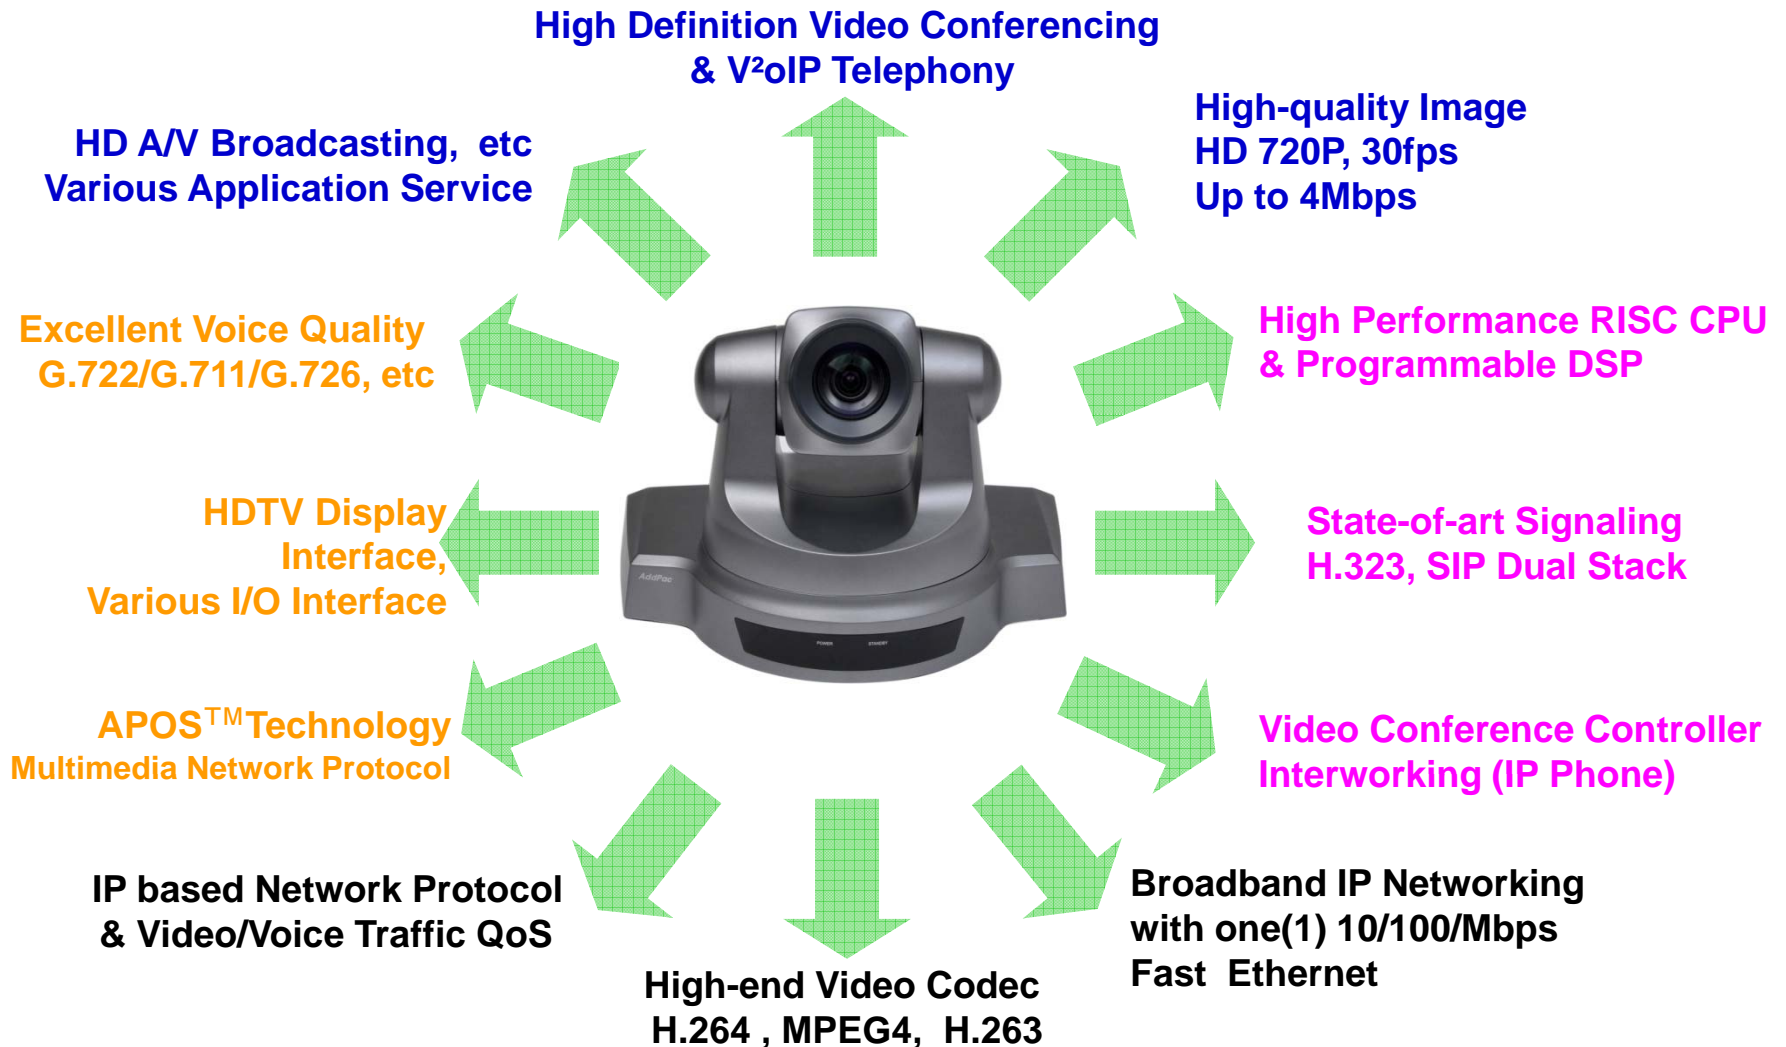 High Definition Video Conferencing
& V²oIP Telephony
High-quality Image
HD 720P, 30fps
Up to 4Mbps
HD A/V Broadcasting, etc
Various Application Service
Excellent Voice Quality
G.722/G.711/G.726, etc
High Performance RISC CPU
& Programmable DSP
HDTV Display
Interface,
Various I/O Interface
State-of-art Signaling
H.323, SIP Dual Stack
AddPac
POWER STANDBY
APOS™Technology
Multimedia Network Protocol
Video Conference Controller
Interworking (IP Phone)
IP based Network Protocol
& Video/Voice Traffic QoS
Broadband IP Networking
with one(1) 10/100/Mbps
Fast Ethernet
High-end Video Codec
H.264 , MPEG4, H.263